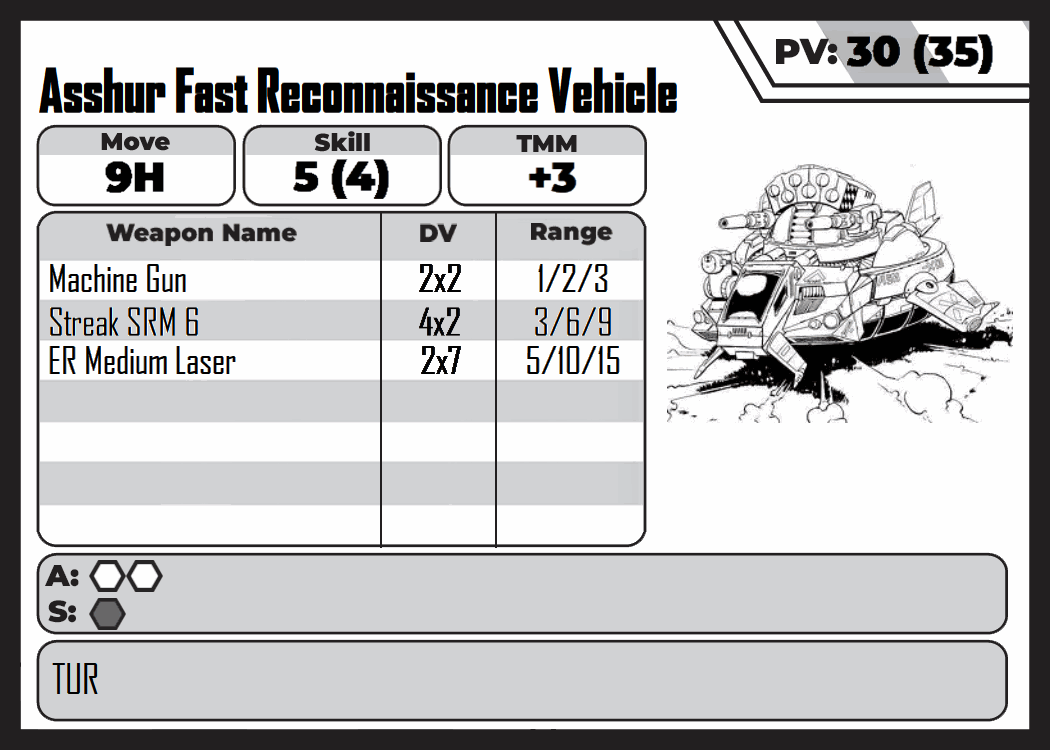 PV: 30 (35)
Asshur Fast Reconnaissance Vehicle
Move Skill TMM
9H 5 (4) +3
Weapon Name DV Range
Machine Gun 2x2 1/2/3
Streak SRM 6 4x2 3/6/9
ER Medium Laser 2x7 5/10/15
A:
S:
TUR